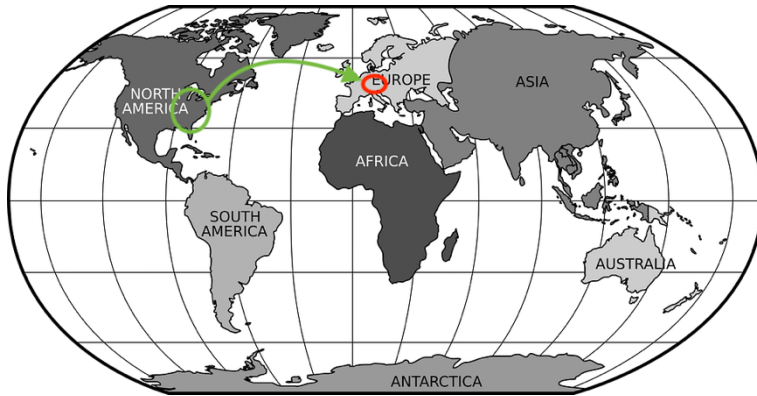 NORTH
AMERICA
EUROPE
ASIA
AFRICA
SOUTH
AMERICA
AUSTRALIA
ANTARCTICA